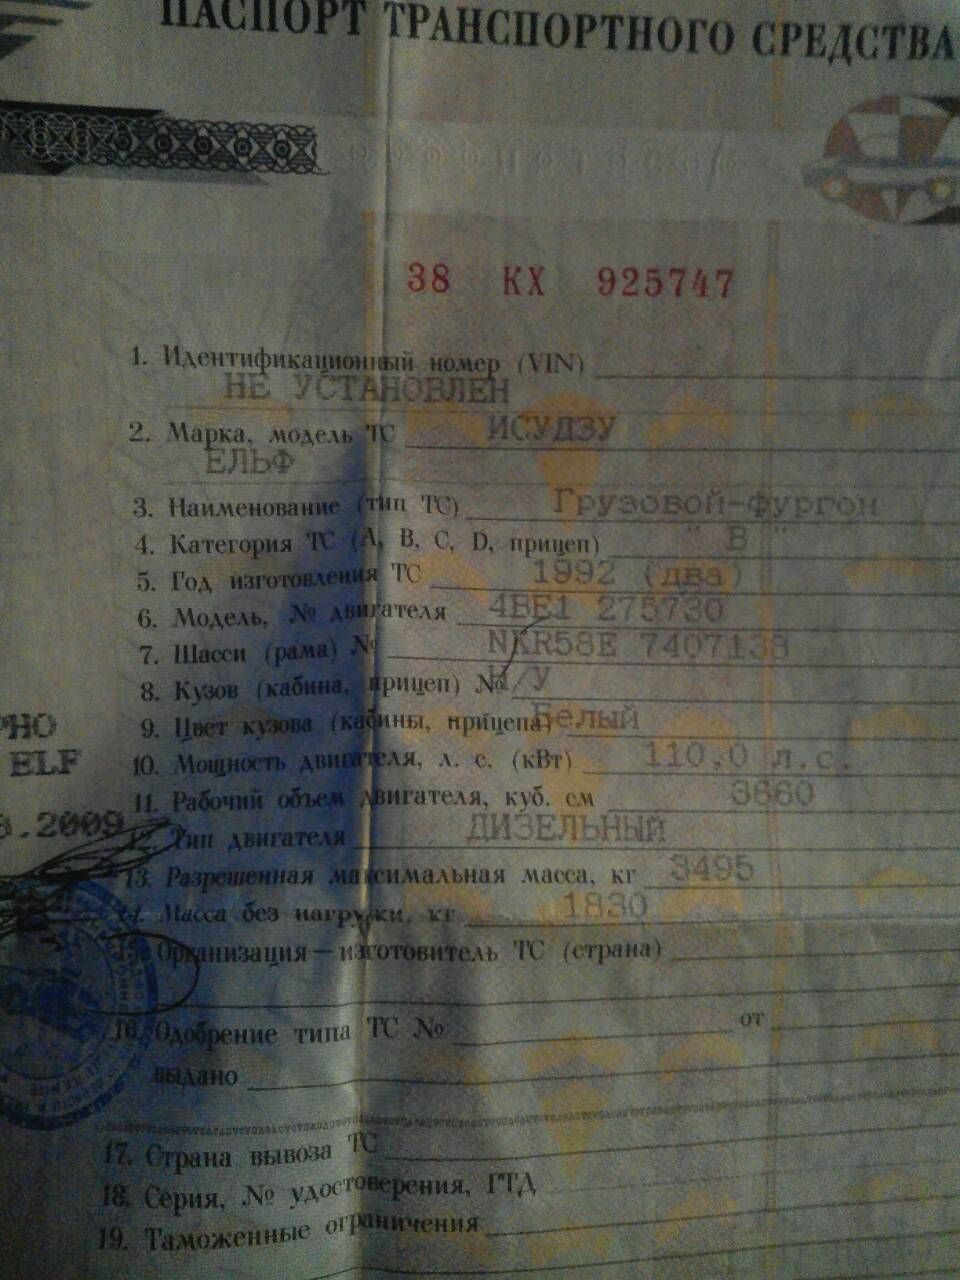 ПАСПОРТ ТРАНСПОРТНОГО СРЕДСТВА
38 КХ 925747
1. Идентификационный номер (VIN)
НЕ УСТАНОВЛЕН
2. Марка, модель ТС ИСУДЗУ
ЕЛЬФ
3. Наименование (тип ТС) Грузовой-фургон
4. Категория ТС (A, B, C, D, прицеп) " В "
5. Год изготовления ТС 1992 (два)
6. Модель, № двигателя 4BE1 275730
7. Шасси (рама) № NKR58E 7407138
8. Кузов (кабина, прицеп) № Н/У
9. Цвет кузова (кабины, прицепа) Белый
10. Мощность двигателя, л. с. (кВт) 110,0 л.с.
11. Рабочий объем двигателя, куб. см 3660
12. Тип двигателя ДИЗЕЛЬНЫЙ
13. Разрешенная максимальная масса, кг 3495
14. Масса без нагрузки, кг 1830
15. Организация – изготовитель ТС (страна)
16. Одобрение типа ТС № от
выдано
17. Страна вывоза ТС
18. Серия, № удостоверения, ГТД
19. Таможенные ограничения
РНО
ELF
.2009